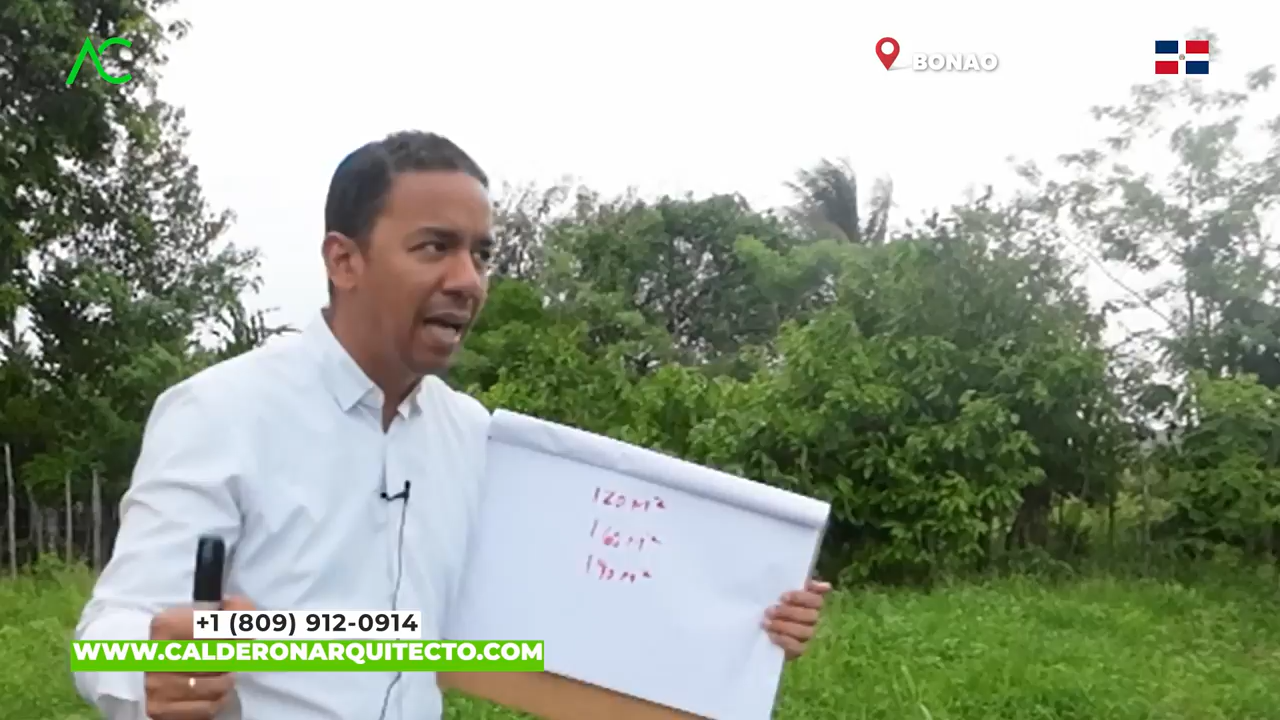 AC
BONAO
120 M²
160 M²
190 M²
+1 (809) 912-0914
WWW.CALDERONARQUITECTO.COM